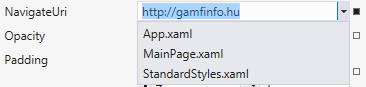 NavigateUri http://gamfinfo.hu
Opacity App.xaml
MainPage.xaml
Padding StandardStyles.xaml